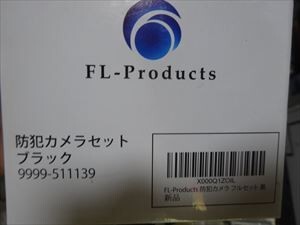 FL-Products
防犯カメラセット
ブラック
9999-511139
X000Q1ZOIL
FL-Products 防犯カメラ フルセット 黒
新品